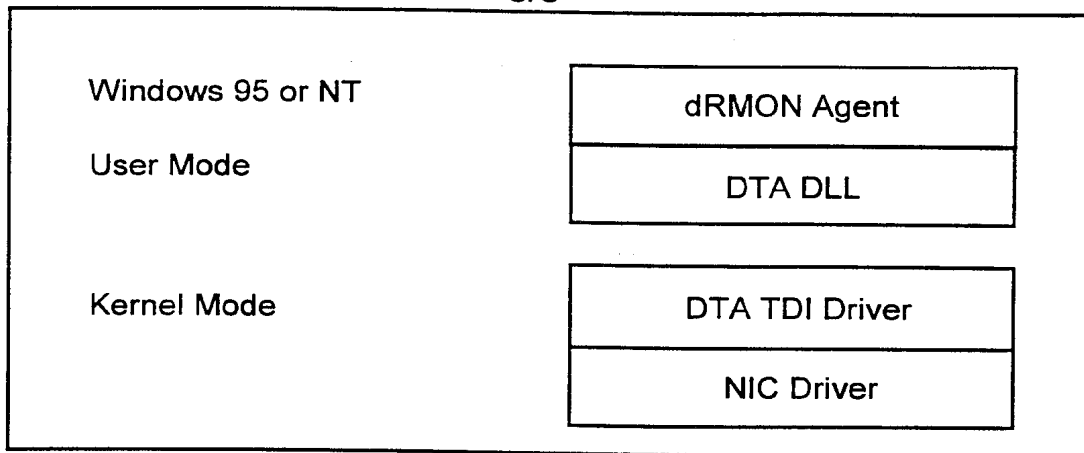 Windows 95 or NT
dRMON Agent
User Mode
DTA DLL
Kernel Mode
DTA TDI Driver
NIC Driver